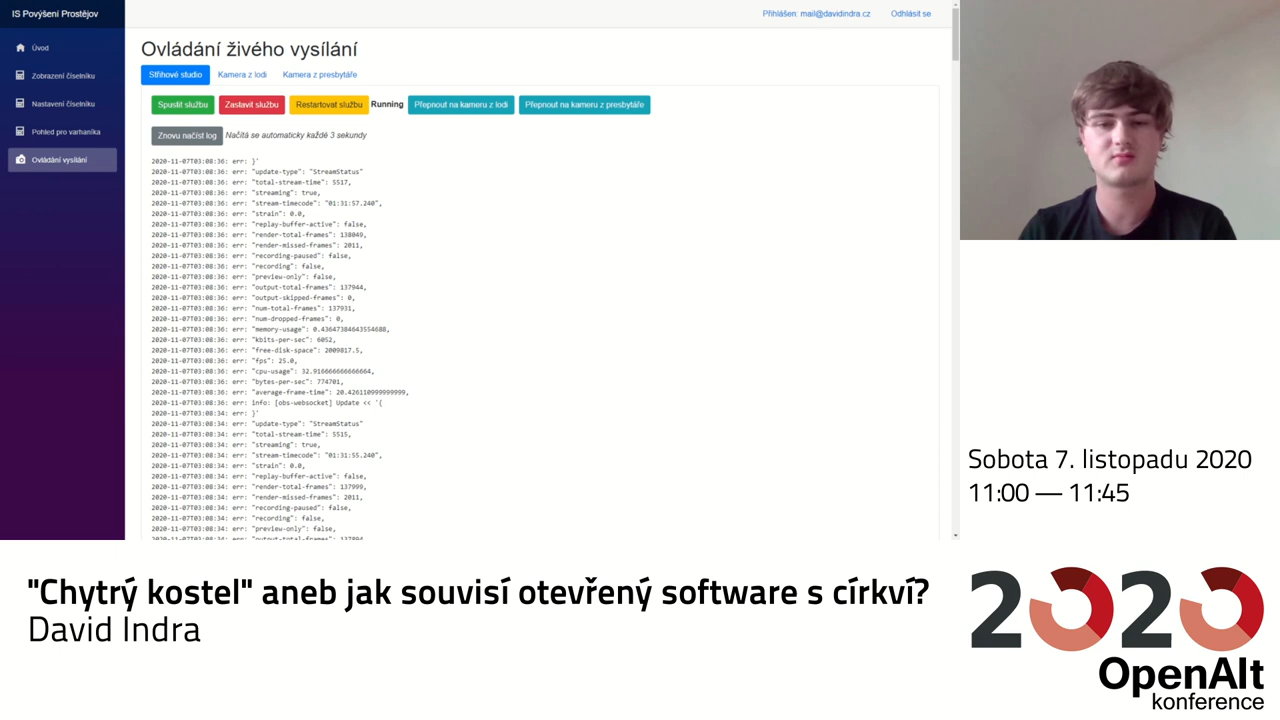 IS Povýšení Prostějov
Přihlášen: mail@davidindra.cz Odhlásit se
Úvod
Zobrazení číselníku
Nastavení číselníku
Pohled pro varhaníka
Ovládání vysílání
Ovládání živého vysílání
Střihové studio Kamera z lodi Kamera z presbytáře
Spustit službu Zastavit službu Restartovat službu Running Přepnout na kameru z lodi Přepnout na kameru z presbytáře
Znovu načíst log Načítá se automaticky každé 3 sekundy
2020-11-07T03:08:36: err: }'
2020-11-07T03:08:36: err: "update-type": "StreamStatus"
2020-11-07T03:08:36: err: "total-stream-time": 5517,
2020-11-07T03:08:36: err: "streaming": true,
2020-11-07T03:08:36: err: "stream-timecode": "01:31:57.240",
2020-11-07T03:08:36: err: "strain": 0.0,
2020-11-07T03:08:36: err: "replay-buffer-active": false,
2020-11-07T03:08:36: err: "render-total-frames": 138049,
2020-11-07T03:08:36: err: "render-missed-frames": 2011,
2020-11-07T03:08:36: err: "recording-paused": false,
2020-11-07T03:08:36: err: "recording": false,
2020-11-07T03:08:36: err: "preview-only": false,
2020-11-07T03:08:36: err: "output-total-frames": 137944,
2020-11-07T03:08:36: err: "output-skipped-frames": 0,
2020-11-07T03:08:36: err: "num-total-frames": 137931,
2020-11-07T03:08:36: err: "num-dropped-frames": 0,
2020-11-07T03:08:36: err: "memory-usage": 0.43647384643554688,
2020-11-07T03:08:36: err: "kbits-per-sec": 6052,
2020-11-07T03:08:36: err: "free-disk-space": 2009817.5,
2020-11-07T03:08:36: err: "fps": 25.0,
2020-11-07T03:08:36: err: "cpu-usage": 32.916666666666664,
2020-11-07T03:08:36: err: "bytes-per-sec": 774701,
2020-11-07T03:08:36: err: "average-frame-time": 20.426110999999999,
2020-11-07T03:08:36: err: info: [obs-websocket] Update << '{
2020-11-07T03:08:34: err: }'
2020-11-07T03:08:34: err: "update-type": "StreamStatus"
2020-11-07T03:08:34: err: "total-stream-time": 5515,
2020-11-07T03:08:34: err: "streaming": true,
2020-11-07T03:08:34: err: "stream-timecode": "01:31:55.240",
2020-11-07T03:08:34: err: "strain": 0.0,
2020-11-07T03:08:34: err: "replay-buffer-active": false,
2020-11-07T03:08:34: err: "render-total-frames": 137999,
2020-11-07T03:08:34: err: "render-missed-frames": 2011,
2020-11-07T03:08:34: err: "recording-paused": false,
2020-11-07T03:08:34: err: "recording": false,
2020-11-07T03:08:34: err: "preview-only": false,
2020-11-07T03:08:34: err: "output-total-frames": 137894
Sobota 7. listopadu 2020
11:00 — 11:45
"Chytrý kostel" aneb jak souvisí otevřený software s církví?
David Indra
2020
OpenAlt
konference